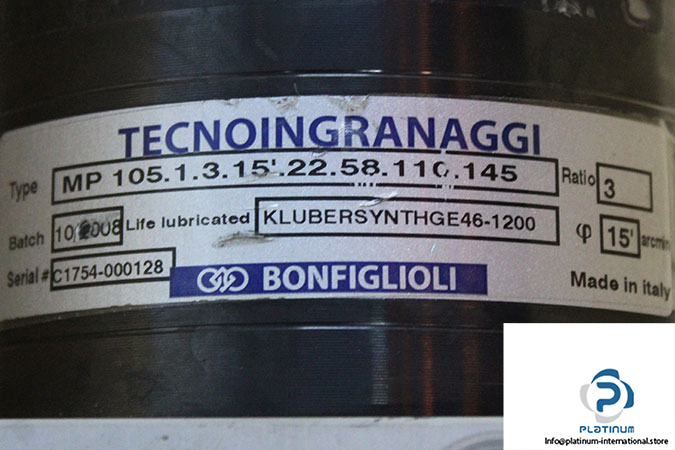 TECNOINGRANAGGI
Type MP 105.1.3.15'.22.58.110.145 Ratio 3
Batch 10/2008 Life lubricated KLUBERSYNTHGE46-1200 φ 15' arcmin
Serial # C1754-000128 BONFIGLIOLI Made in italy
PLATINUM
Info@platinum-international.store